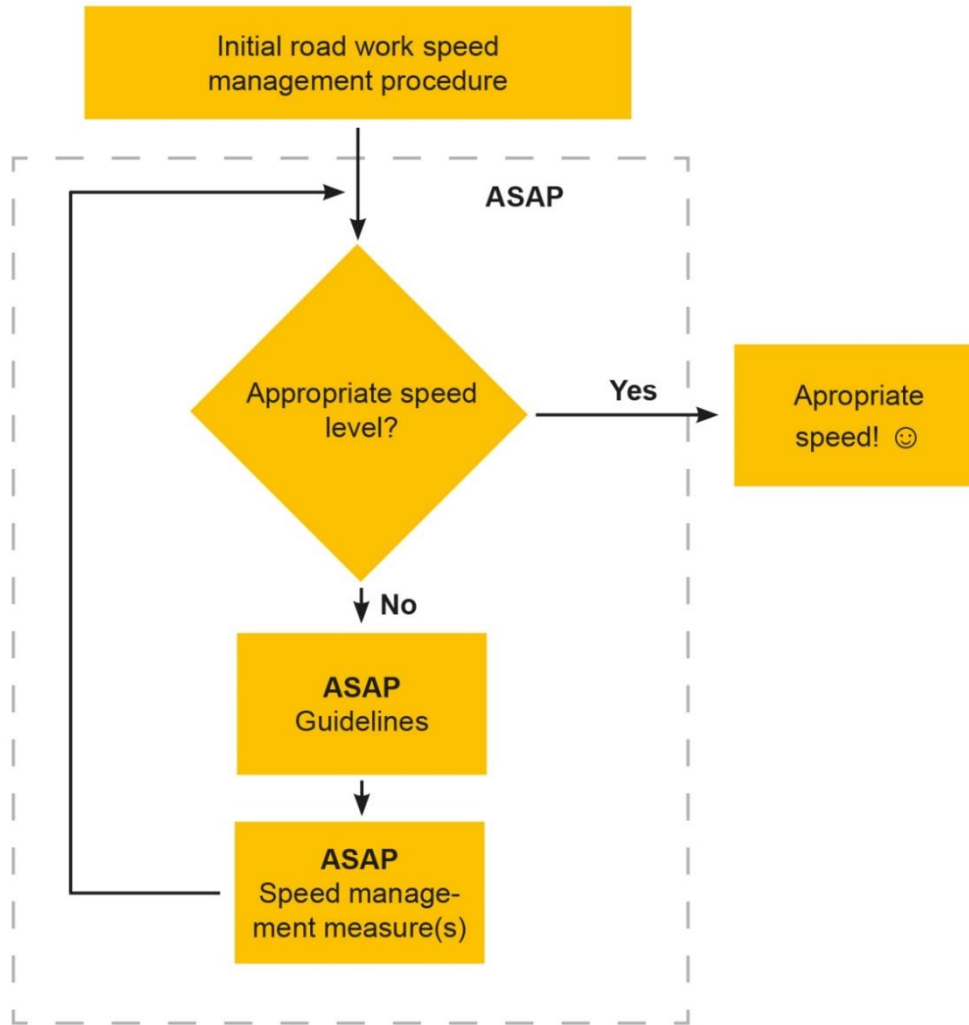 Initial road work speed
management procedure
ASAP
Appropriate speed
level?
Yes
Apropriate
speed! ☺
No
ASAP
Guidelines
ASAP
Speed manage-
ment measure(s)